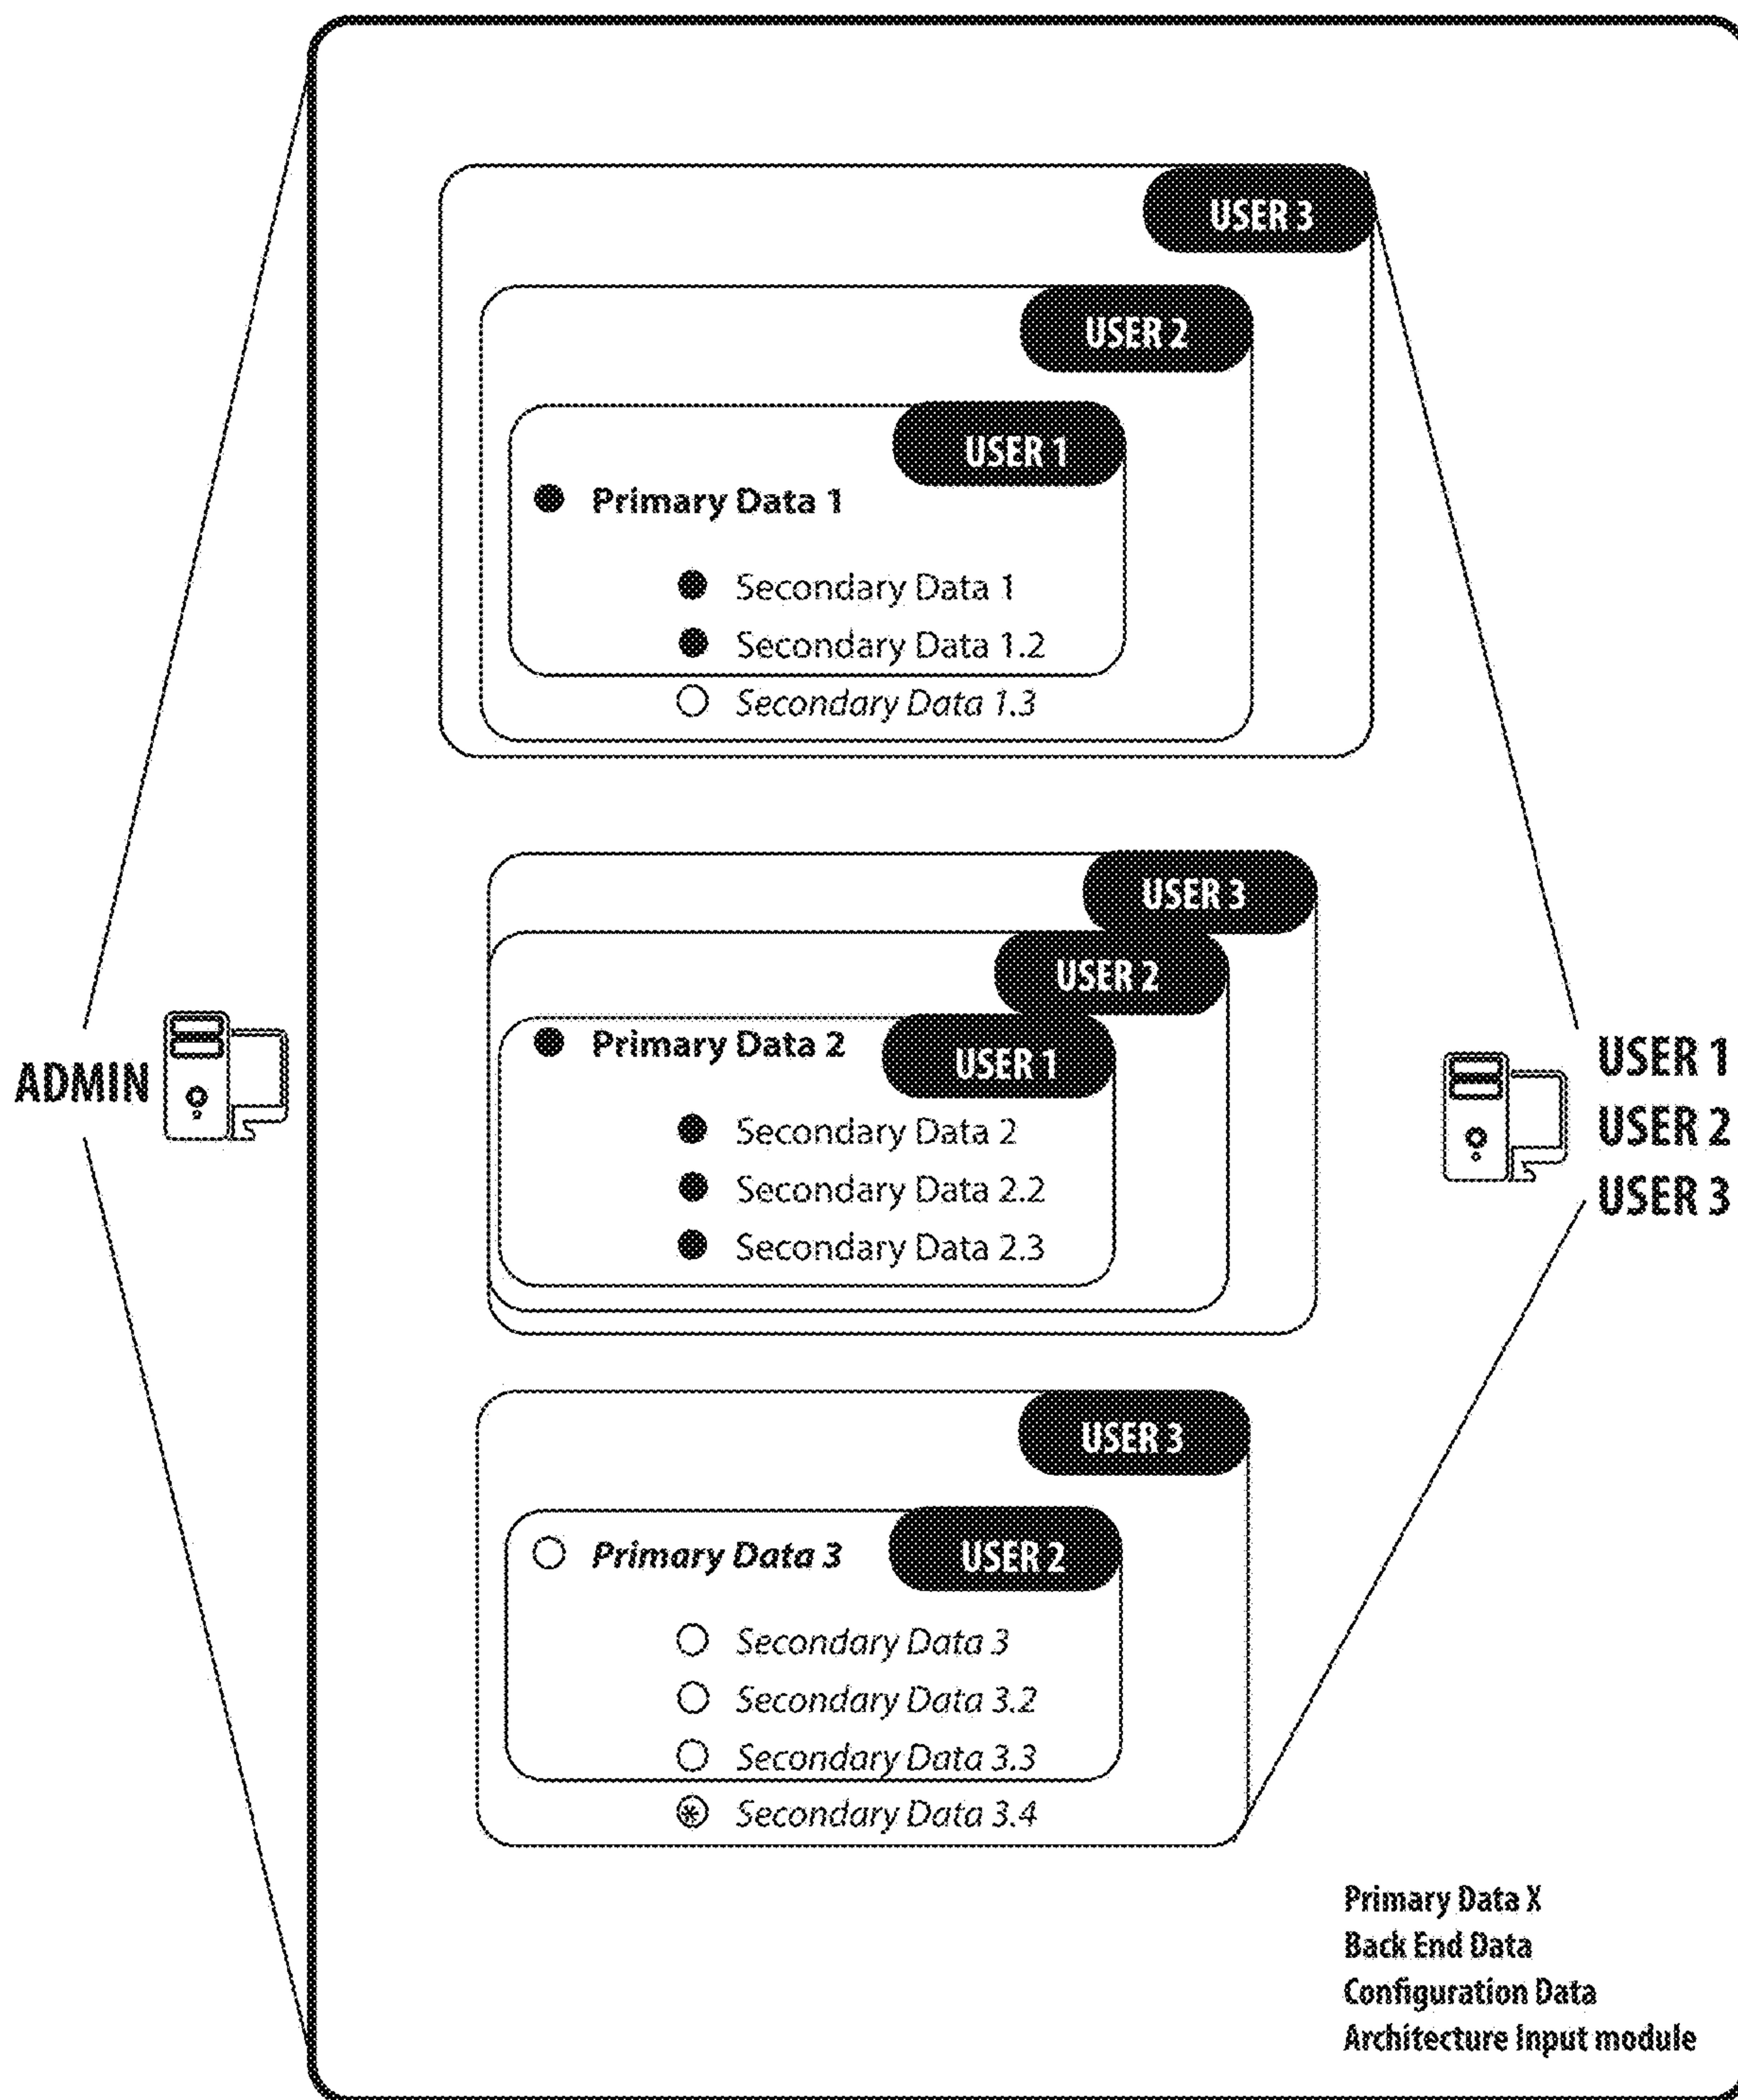 USER 3
USER 2
USER 1
Primary Data 1
Secondary Data 1
Secondary Data 1.2
Secondary Data 1.3
USER 3
USER 2
Primary Data 2
USER 1
Secondary Data 2
Secondary Data 2.2
Secondary Data 2.3
ADMIN
USER 1
USER 2
USER 3
USER 3
Primary Data 3
USER 2
Secondary Data 3
Secondary Data 3.2
Secondary Data 3.3
* Secondary Data 3.4
Primary Data X
Back End Data
Configuration Data
Architecture Input module